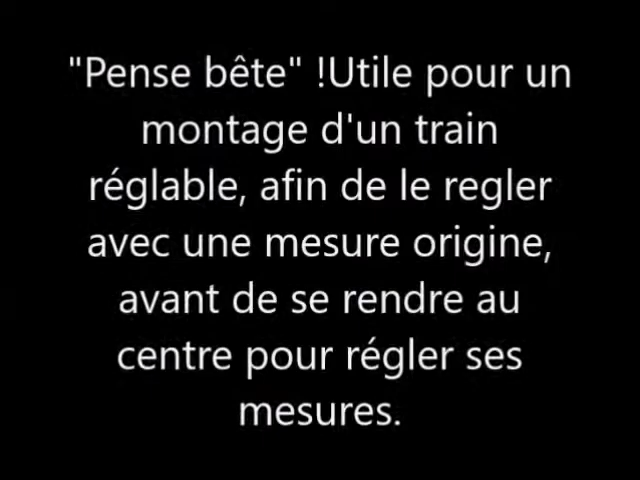 "Pense bête" !Utile pour un
montage d'un train
réglable, afin de le regler
avec une mesure origine,
avant de se rendre au
centre pour régler ses
mesures.